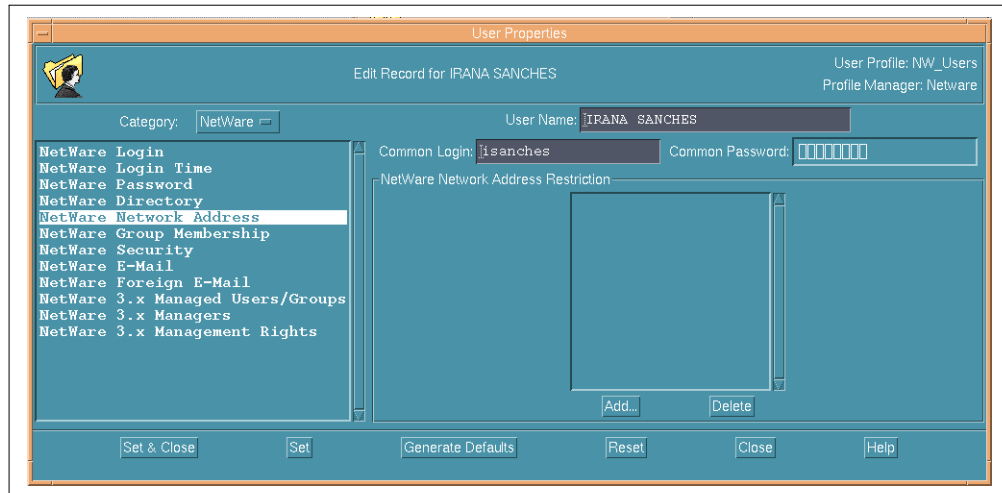 User Properties
Edit Record for IRANA SANCHES
User Profile: NW_Users
Profile Manager: Netware
Category: NetWare
User Name: IRANA SANCHES
Common Login: isanches
Common Password:
NetWare Login
NetWare Login Time
NetWare Password
NetWare Directory
NetWare Network Address
NetWare Group Membership
NetWare Security
NetWare E-Mail
NetWare Foreign E-Mail
NetWare 3.x Managed Users/Groups
NetWare 3.x Managers
NetWare 3.x Management Rights
NetWare Network Address Restriction
Add... Delete
Set & Close Set Generate Defaults Reset Close Help